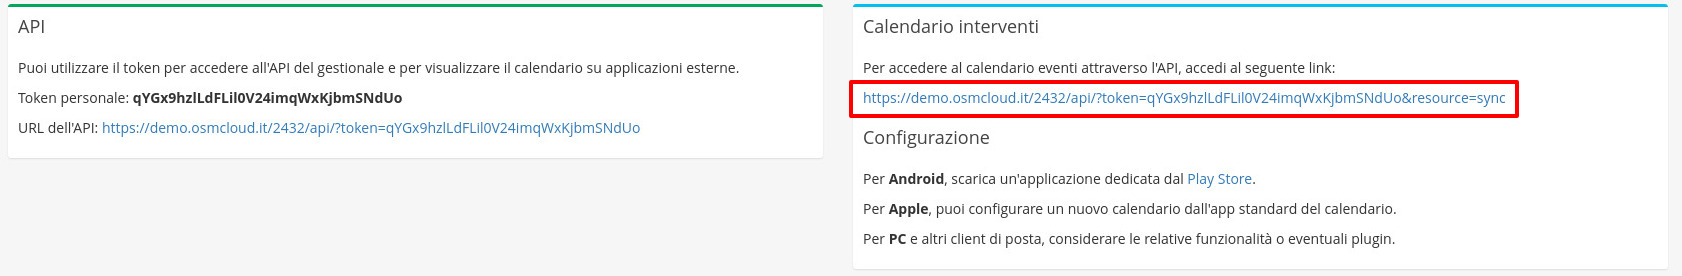 API
Puoi utilizzare il token per accedere all'API del gestionale e per visualizzare il calendario su applicazioni esterne.
Token personale: qYGx9hzlLdFLil0V24imqWxKjbmSNdUo
URL dell'API: https://demo.osmcloud.it/2432/api/?token=qYGx9hzlLdFLil0V24imqWxKjbmSNdUo
Calendario interventi
Per accedere al calendario eventi attraverso l'API, accedi al seguente link:
https://demo.osmcloud.it/2432/api/?token=qYGx9hzlLdFLil0V24imqWxKjbmSNdUo&resource=sync
Configurazione
Per Android, scarica un'applicazione dedicata dal Play Store.
Per Apple, puoi configurare un nuovo calendario dall'app standard del calendario.
Per PC e altri client di posta, considerare le relative funzionalità o eventuali plugin.